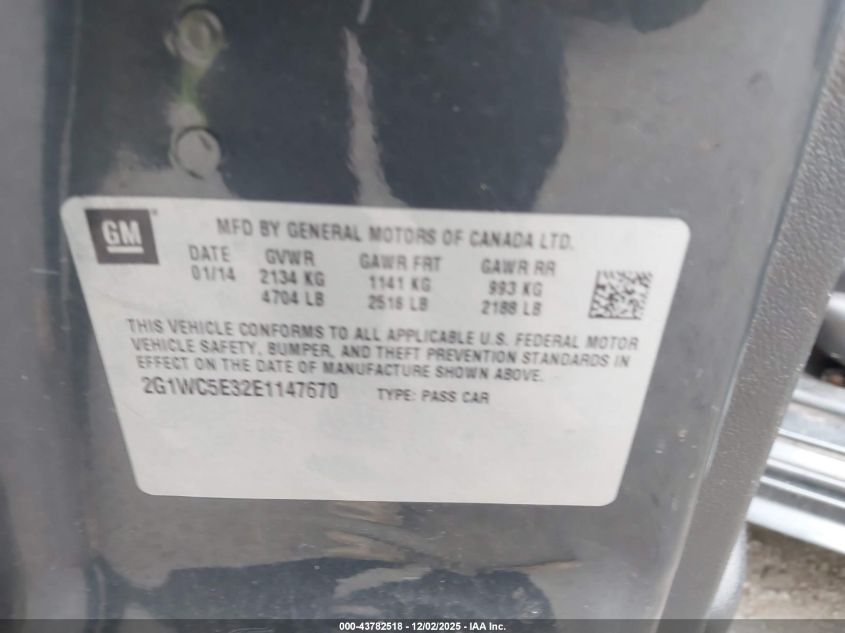 GM
MFD BY GENERAL MOTORS OF CANADA LTD.
DATE GVWR GAWR FRT GAWR RR
01/14 2134 KG 1141 KG 993 KG
4704 LB 2516 LB 2188 LB
THIS VEHICLE CONFORMS TO ALL APPLICABLE U.S. FEDERAL MOTOR
VEHICLE SAFETY, BUMPER, AND THEFT PREVENTION STANDARDS IN
EFFECT ON THE DATE OF MANUFACTURE SHOWN ABOVE.
2G1WC5E32E1147670 TYPE: PASS CAR
000-43782518 - 12/02/2025 - IAA Inc.